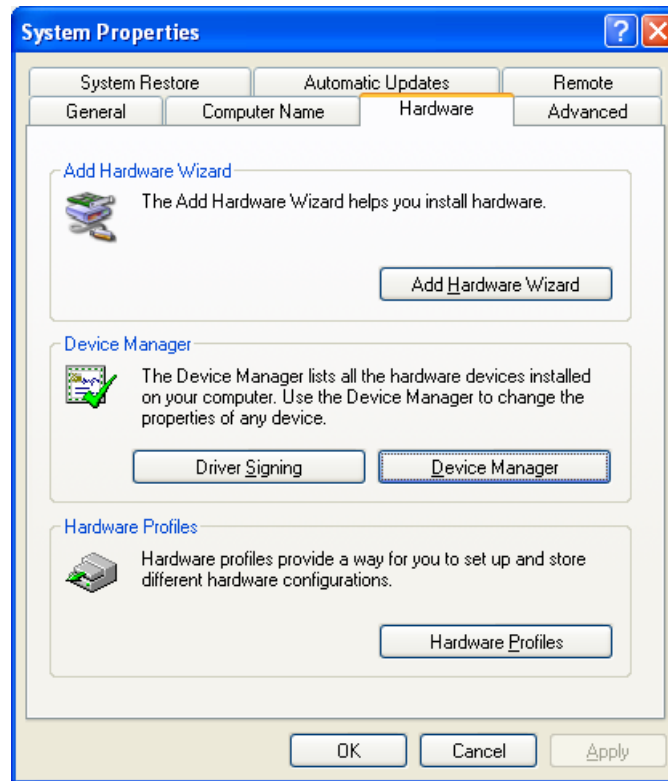 System Properties
?
System Restore
Automatic Updates
Remote
General
Computer Name
Hardware
Advanced
Add Hardware Wizard
The Add Hardware Wizard helps you install hardware.
Add Hardware Wizard
Device Manager
The Device Manager lists all the hardware devices installed
on your computer. Use the Device Manager to change the
properties of any device.
Driver Signing
Device Manager
Hardware Profiles
Hardware profiles provide a way for you to set up and store
different hardware configurations.
Hardware Profiles
OK
Cancel
Apply